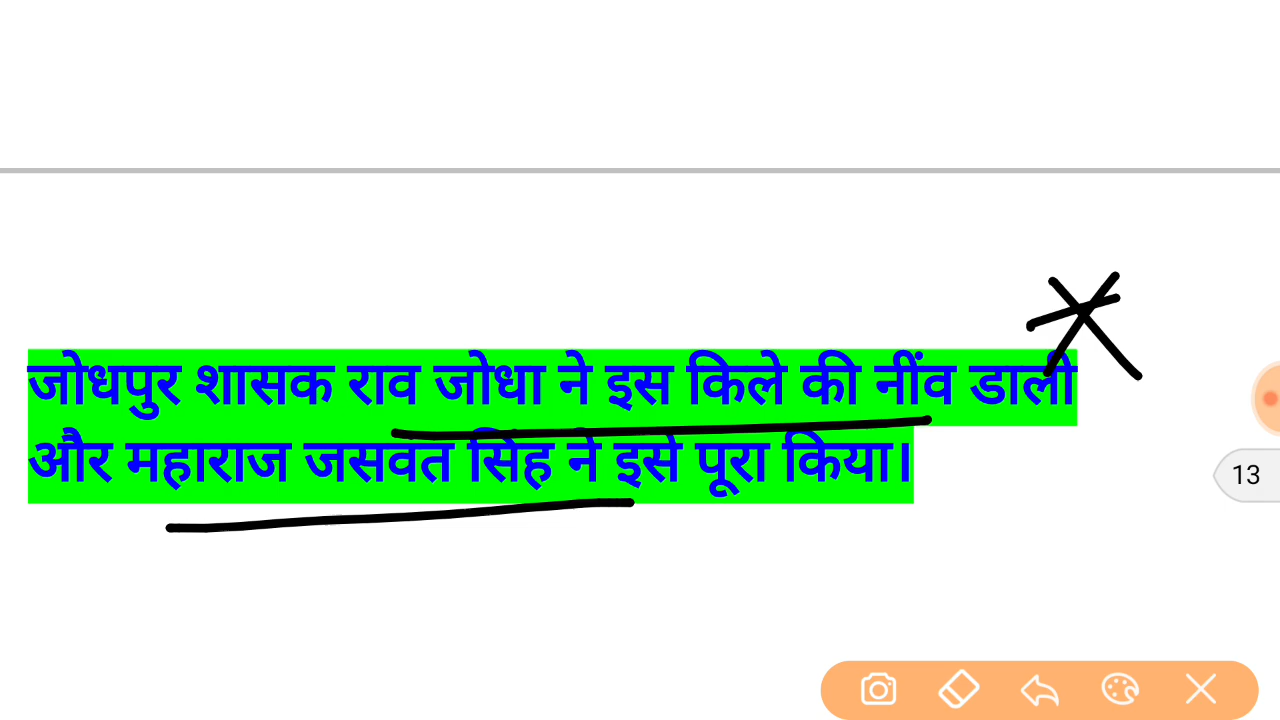 जोधपुर शासक राव जोधा ने इस किले की नींव डाली
और महाराज जसवत सिंह ने इसे पूरा किया।
13